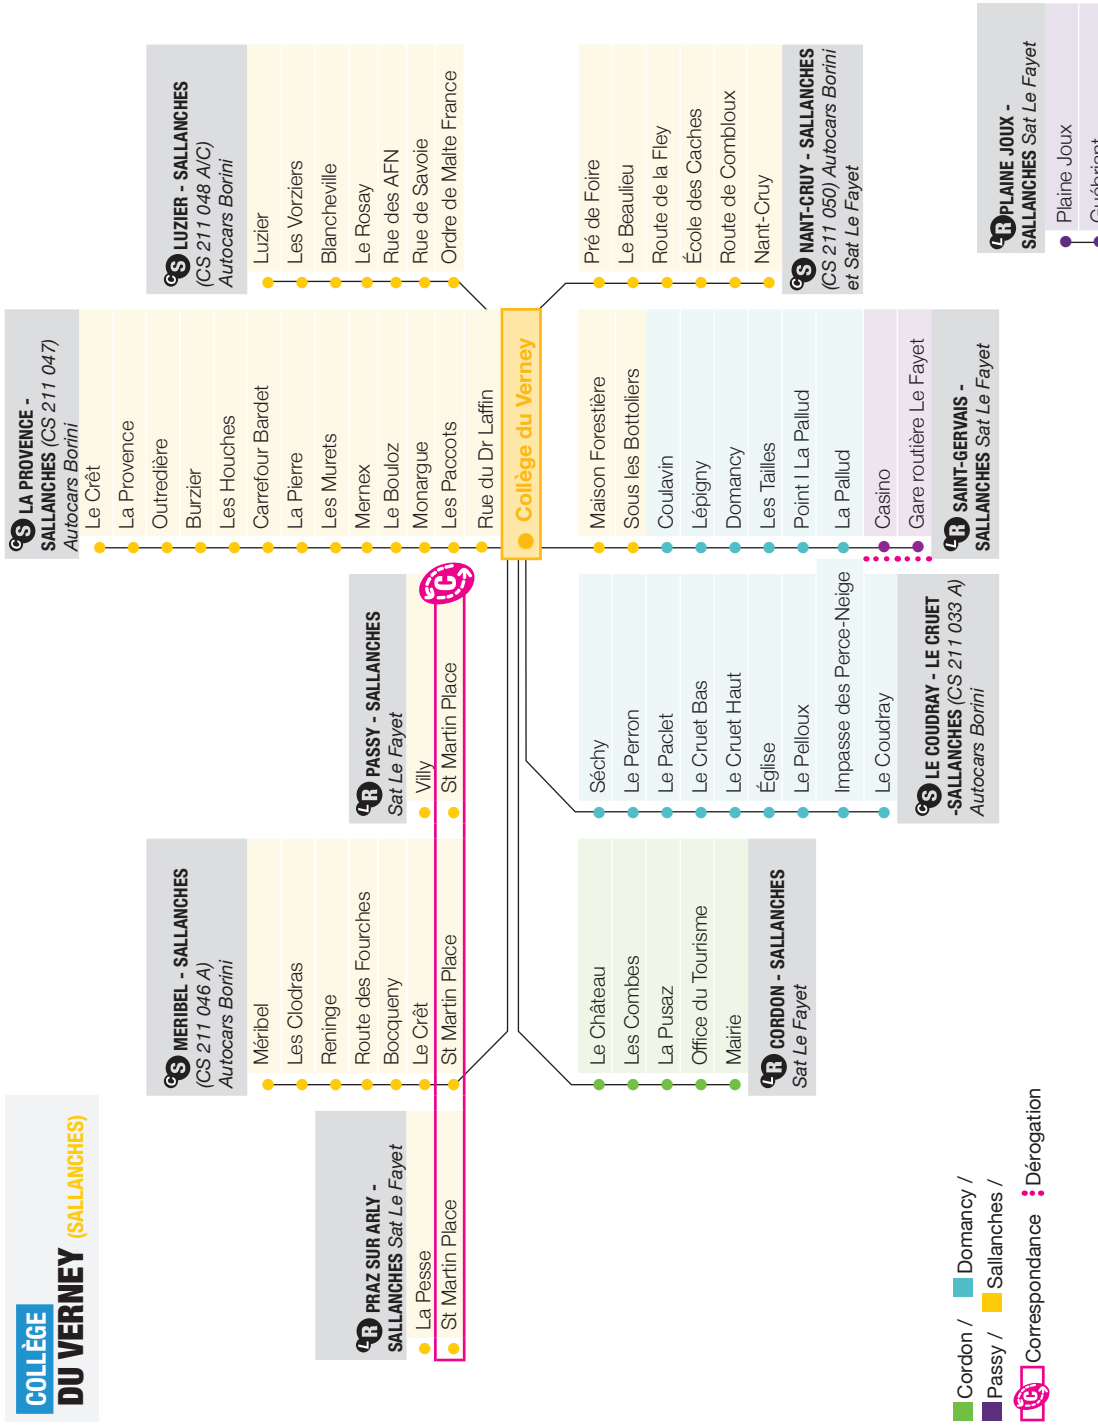 COLLÈGE
DU VERNEY (SALLANCHES)
LR PRAZ SUR ARLY -
SALLANCHES Sat Le Fayet
La Pesse
St Martin Place
CS MERIBEL - SALLANCHES
(CS 211 046 A)
Autocars Borini
Méribel
Les Clodras
Reninge
Route des Fourches
Bocqueny
Le Crêt
St Martin Place
LR PASSY - SALLANCHES
Sat Le Fayet
Villy
St Martin Place
C
CS LA PROVENCE -
SALLANCHES (CS 211 047)
Autocars Borini
Le Crêt
La Provence
Outredière
Burzier
Les Houches
Carrefour Bardet
La Pierre
Les Murets
Mernex
Le Bouloz
Monargue
Les Paccots
Rue du Dr Laffin
CS LUZIER - SALLANCHES
(CS 211 048 A/C)
Autocars Borini
Luzier
Les Vorziers
Blancheville
Le Rosay
Rue des AFN
Rue de Savoie
Ordre de Malte France
Collège du Verney
Le Château
Les Combes
La Pusaz
Office du Tourisme
Mairie
LR CORDON - SALLANCHES
Sat Le Fayet
Séchy
Le Perron
Le Paclet
Le Cruet Bas
Le Cruet Haut
Église
Le Pelloux
Impasse des Perce-Neige
Le Coudray
CS LE COUDRAY - LE CRUET
-SALLANCHES (CS 211 033 A)
Autocars Borini
Maison Forestière
Sous les Bottoliers
Coulavin
Lépigny
Domancy
Les Tailles
Point I La Pallud
La Pallud
Casino
Gare routière Le Fayet
LR SAINT-GERVAIS -
SALLANCHES Sat Le Fayet
Pré de Foire
Le Beaulieu
Route de la Fley
École des Caches
Route de Combloux
Nant-Cruy
CS NANT-CRUY - SALLANCHES
(CS 211 050) Autocars Borini
et Sat Le Fayet
LR PLAINE JOUX -
SALLANCHES Sat Le Fayet
Plaine Joux
Guébriant
Cordon / Domancy /
Passy / Sallanches /
C Correspondance Dérogation